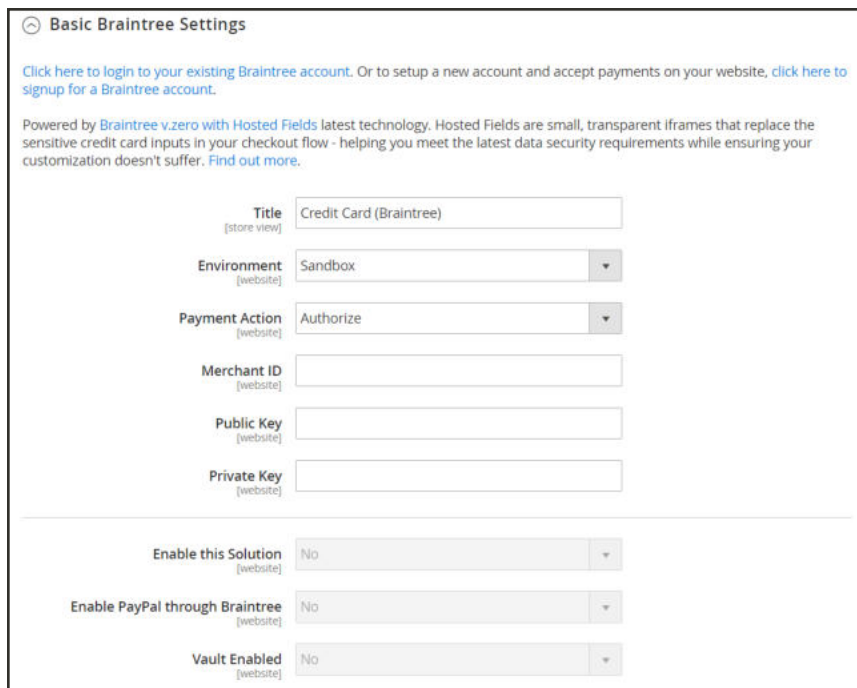 Basic Braintree Settings
Click here to login to your existing Braintree account. Or to setup a new account and accept payments on your website, click here to
signup for a Braintree account.
Powered by Braintree v.zero with Hosted Fields latest technology. Hosted Fields are small, transparent iframes that replace the
sensitive credit card inputs in your checkout flow - helping you meet the latest data security requirements while ensuring your
customization doesn't suffer. Find out more.
Title Credit Card (Braintree)
[store view]
Environment Sandbox
[website]
Payment Action Authorize
[website]
Merchant ID
[website]
Public Key
[website]
Private Key
[website]
Enable this Solution No
[website]
Enable PayPal through Braintree No
[website]
Vault Enabled No
[website]